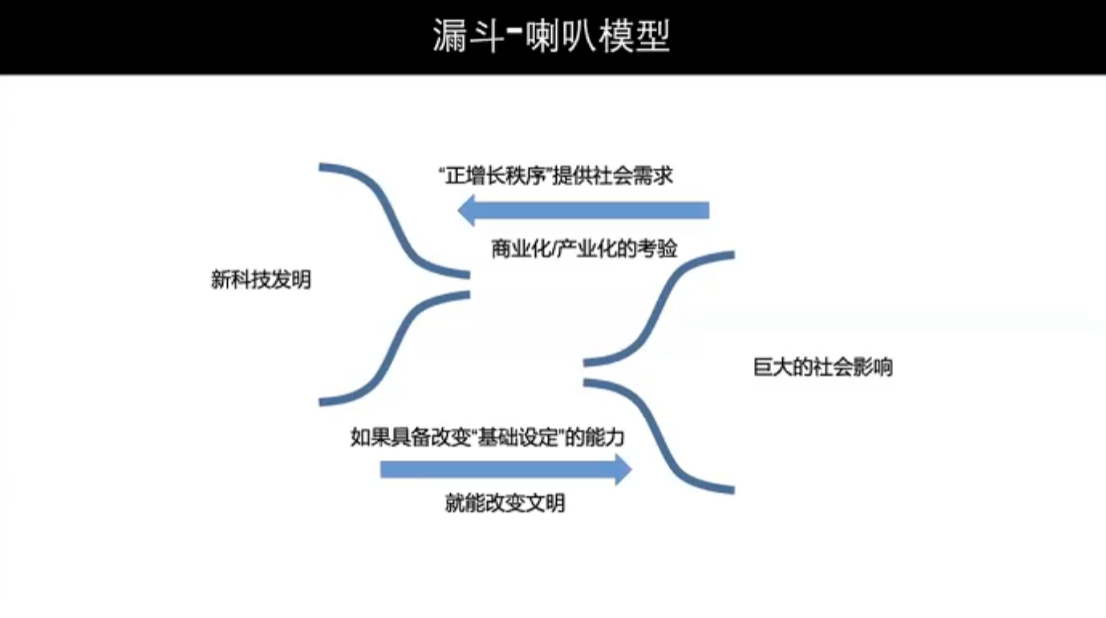 漏斗-喇叭模型
“正增长秩序”提供社会需求
商业化/产业化的考验
新科技发明
巨大的社会影响
如果具备改变“基础设定”的能力
就能改变文明